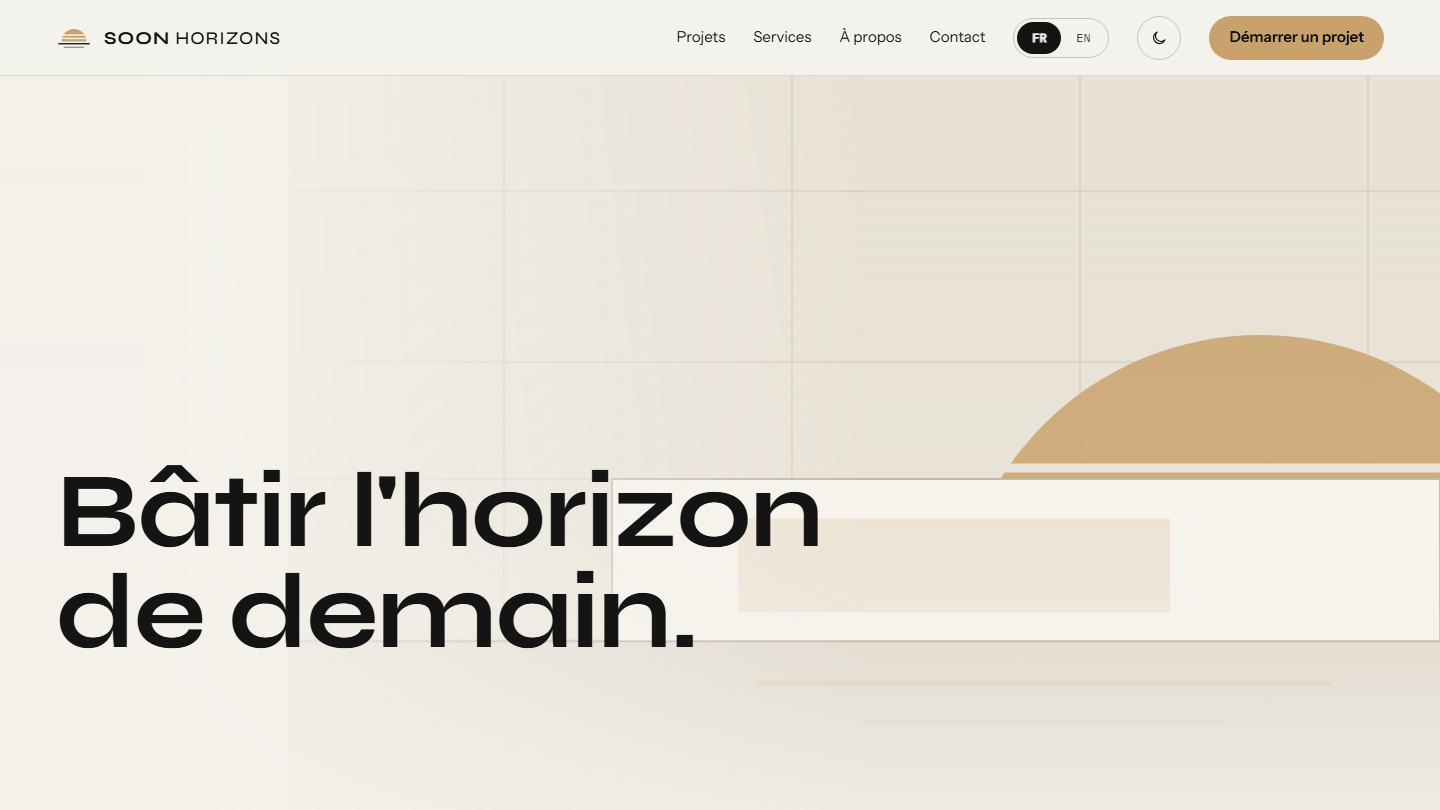 SOON HORIZONS
Projets
Services
À propos
Contact
FR
EN
Démarrer un projet
Bâtir l'horizon
de demain.